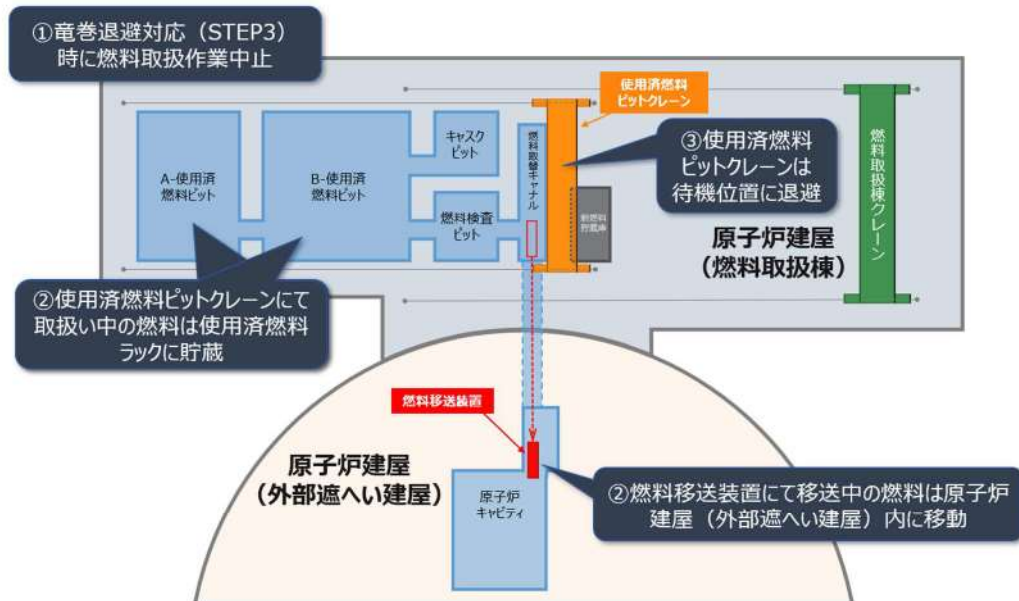 ①竜巻退避対応（STEP3）
時に燃料取扱作業中止
使用済燃料
ピットクレーン
A-使用済
燃料ピット
B-使用済
燃料ピット
キャスク
ピット
燃料検査
ピット
燃料取替キャナル
③使用済燃料
ピットクレーンは
待機位置に退避
新燃料
貯蔵庫
原子炉建屋
（燃料取扱棟）
燃料取扱棟クレーン
②使用済燃料ピットクレーンにて
取扱い中の燃料は使用済燃料
ラックに貯蔵
燃料移送装置
原子炉建屋
（外部遮へい建屋）
原子炉
キャビティ
②燃料移送装置にて移送中の燃料は原子炉
建屋（外部遮へい建屋）内に移動